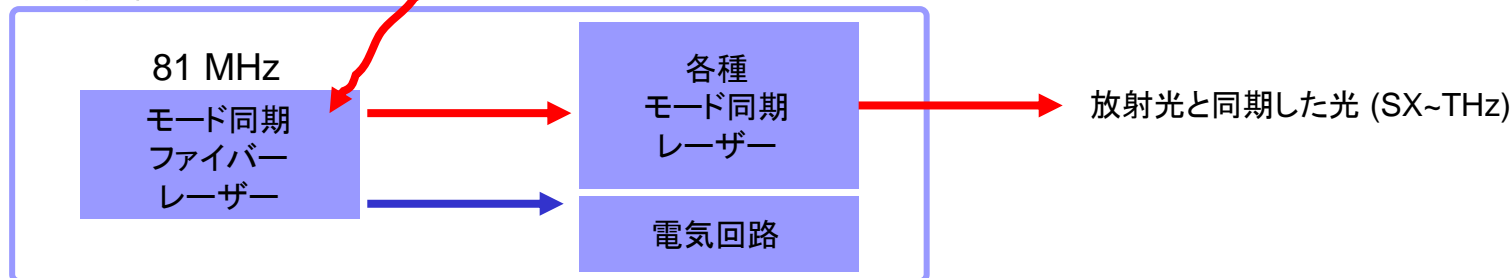 81 MHz
モード同期
ファイバー
レーザー
各種
モード同期
レーザー
電気回路
放射光と同期した光 (SX~THz)